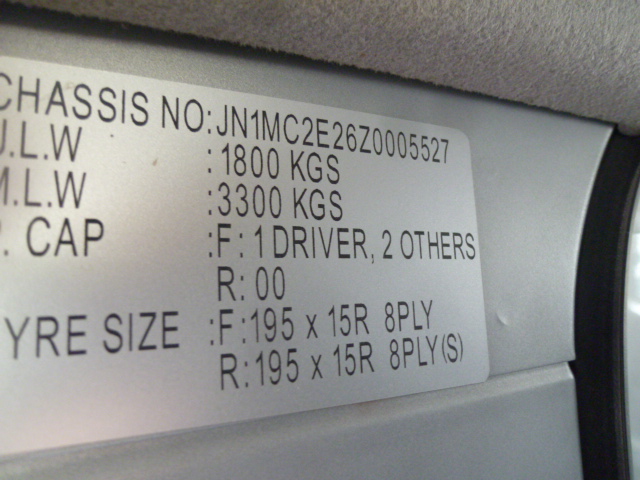 CHASSIS NO:JN1MC2E26Z0005527
.L.W :1800 KGS
.L.W :3300 KGS
. CAP :F: 1 DRIVER, 2 OTHERS
R: 00
YRE SIZE :F:195 x 15R 8PLY
R:195 x 15R 8PLY(S)